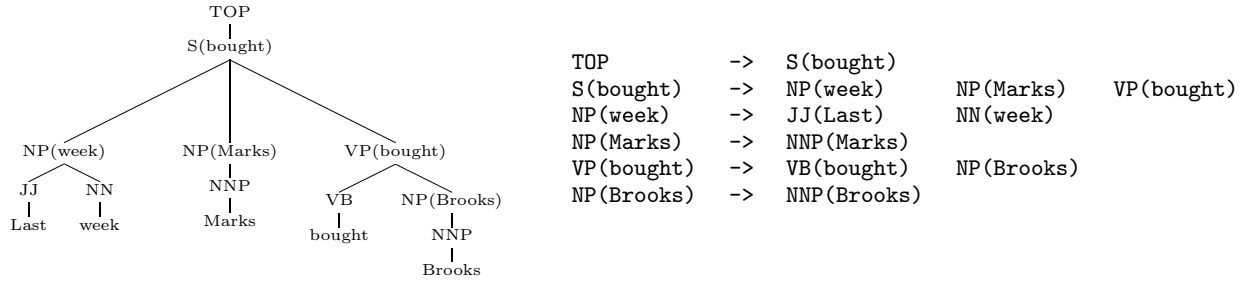 TOP
S(bought)
NP(week) NP(Marks) VP(bought)
JJ NN NNP VB NP(Brooks)
Last week Marks bought NNP
Brooks
TOP -> S(bought)
S(bought) -> NP(week) NP(Marks) VP(bought)
NP(week) -> JJ(Last) NN(week)
NP(Marks) -> NNP(Marks)
VP(bought) -> VB(bought) NP(Brooks)
NP(Brooks) -> NNP(Brooks)